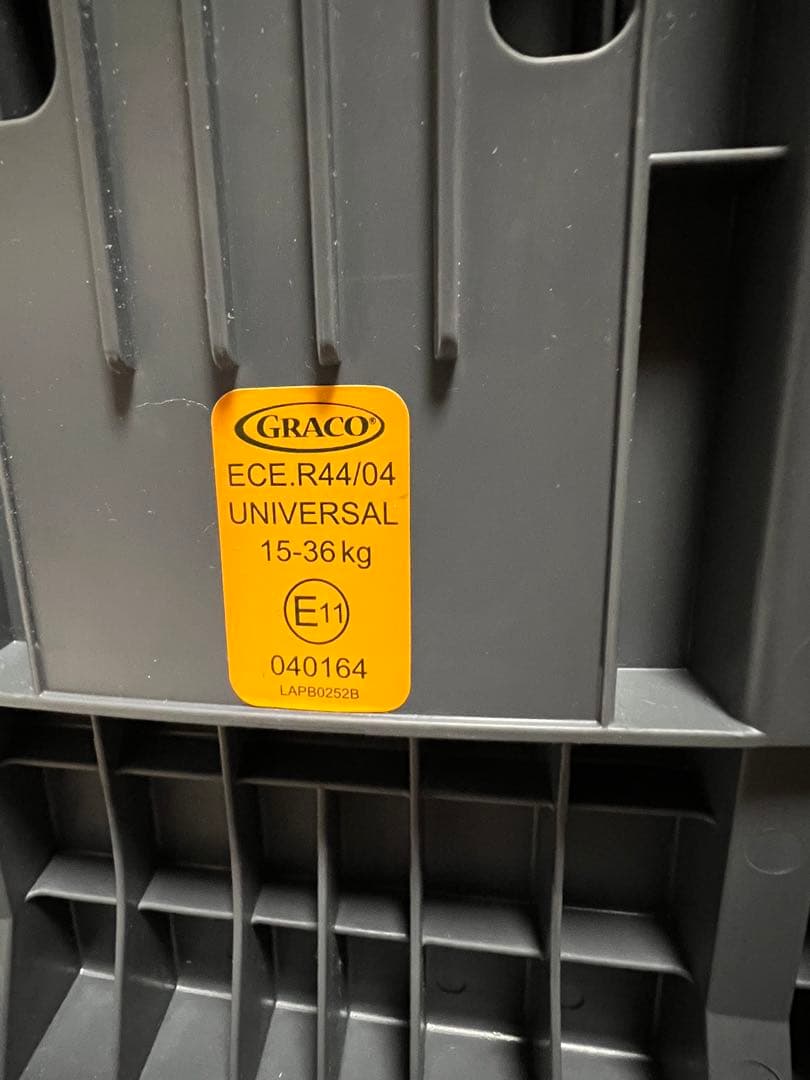 GRACO®
ECE.R44/04
UNIVERSAL
15-36 kg
E11
040164
LAPB0252B